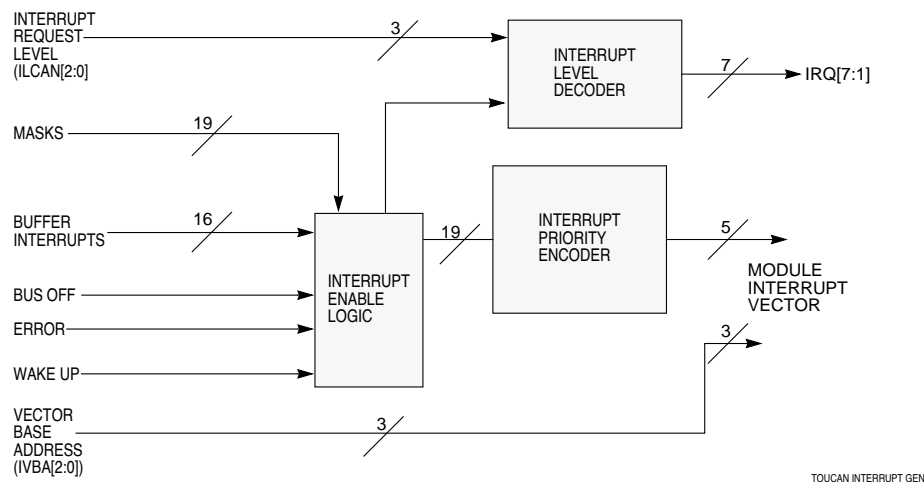 INTERRUPT
REQUEST
LEVEL
(ILCAN[2:0]
3
INTERRUPT
LEVEL
DECODER
7
IRQ[7:1]
MASKS
19
BUFFER
INTERRUPTS
16
INTERRUPT
ENABLE
LOGIC
19
INTERRUPT
PRIORITY
ENCODER
5
MODULE
INTERRUPT
VECTOR
3
BUS OFF
ERROR
WAKE UP
VECTOR
BASE
ADDRESS
(IVBA[2:0])
3
TOUCAN INTERRUPT GEN